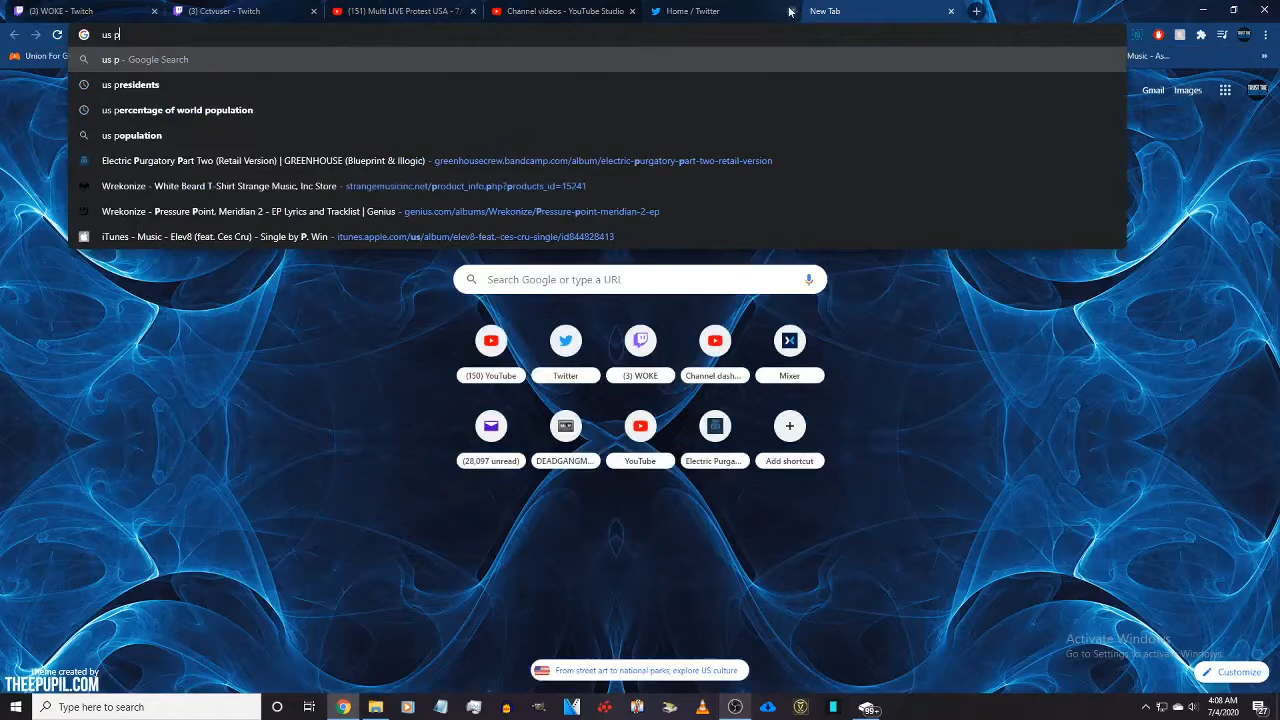 (3) WOKE - Twitch
(3) Cctvuser - Twitch
(151) Multi LIVE Protest USA - 7/
Channel videos - YouTube Studio
Home / Twitter
New Tab
us p
Union For G
Music - As...
us p - Google Search
us presidents
us percentage of world population
us population
Electric Purgatory Part Two (Retail Version) | GREENHOUSE (Blueprint & Illogic) - greenhousecrew.bandcamp.com/album/electric-purgatory-part-two-retail-version
Wrekonize - White Beard T-Shirt Strange Music, Inc Store - strangemusicinc.net/product_info.php?products_id=15241
Wrekonize - Pressure Point. Meridian 2 - EP Lyrics and Tracklist | Genius - genius.com/albums/Wrekonize/Pressure-point-meridian-2-ep
iTunes - Music - Elev8 (feat. Ces Cru) - Single by P. Win - itunes.apple.com/us/album/elev8-feat.-ces-cru-single/id844828413
Gmail Images
Search Google or type a URL
(150) YouTube
Twitter
(3) WOKE
Channel dash...
Mixer
(28,097 unread)
DEADGANGM...
YouTube
Electric Purga...
Add shortcut
Activate Windows
Go to Settings to activate Windows.
theme created by
THEEPUPIL.COM
From street art to national parks, explore US culture
Customize
Type here to search
99+
4:08 AM
7/4/2020